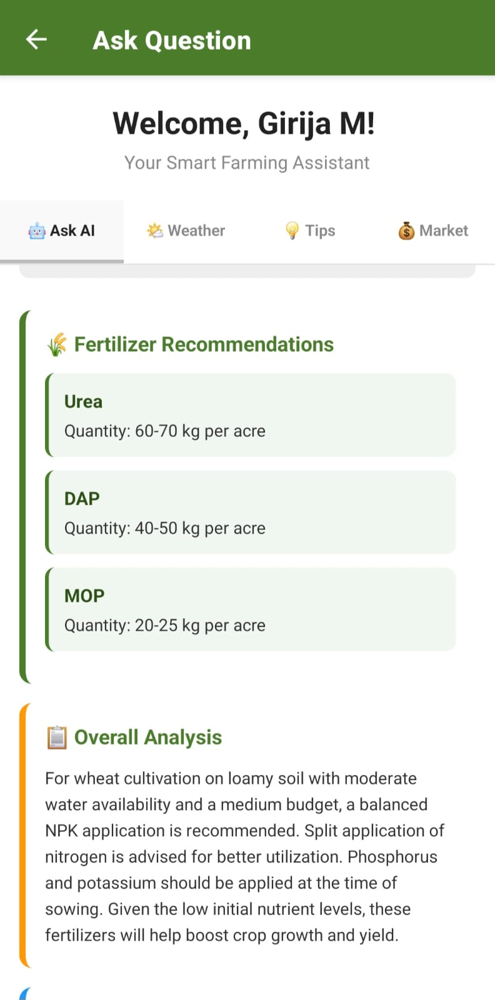 Ask Question
Welcome, Girija M!
Your Smart Farming Assistant
Ask AI
Weather
Tips
Market
Fertilizer Recommendations
Urea
Quantity: 60-70 kg per acre
DAP
Quantity: 40-50 kg per acre
MOP
Quantity: 20-25 kg per acre
Overall Analysis
For wheat cultivation on loamy soil with moderate
water availability and a medium budget, a balanced
NPK application is recommended. Split application of
nitrogen is advised for better utilization. Phosphorus
and potassium should be applied at the time of
sowing. Given the low initial nutrient levels, these
fertilizers will help boost crop growth and yield.